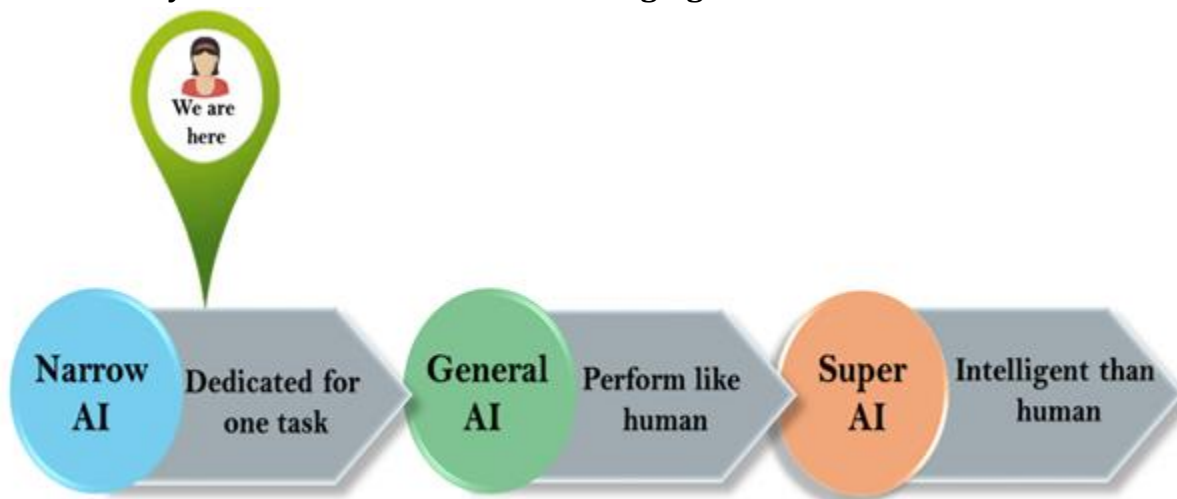 We are
here
Narrow
AI
Dedicated for
one task
General
AI
Perform like
human
Super
AI
Intelligent than
human